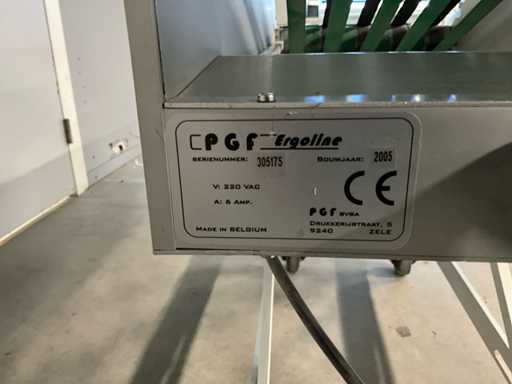 PGF Ergoline
SERIENUMMER: 305175 BOUWJAAR: 2005
V: 220 VAC
A: 6 AMP.
CE
PGF BVBA
DRUKKERIJSTRAAT, 5
MADE IN BELGIUM 9240 ZELE